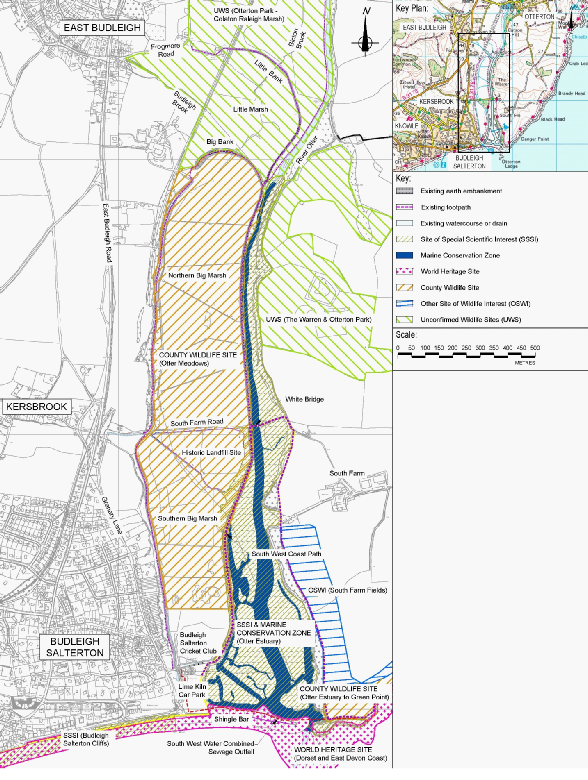 UWS (Otterton Park -
Colaton Raleigh Marsh)
EAST BUDLEIGH
Frogmore
Road
Little Bank
Budleigh
Brook
Little Marsh
Big Bank
River Otter
East Budleigh Road
Northern Big Marsh
UWS (The Warren & Otterton Park)
COUNTY WILDLIFE SITE
(Otter Meadows)
White Bridge
KERSBROOK
South Farm Road
Historic Landfill Site
South Farm
Granary Lane
Southern Big Marsh
South West Coast Path
OSWI (South Farm Fields)
BUDLEIGH
SALTERTON
Budleigh
Salterton
Cricket Club
SSSI & MARINE
CONSERVATION ZONE
(Otter Estuary)
Lime Kiln
Car Park
COUNTY WILDLIFE SITE
(Otter Estuary to Green Point)
Shingle Bar
SSSI (Budleigh
Salterton Cliffs)
South West Water Combined
Sewage Outfall
WORLD HERITAGE SITE
(Dorset and East Devon Coast)
Key Plan:
EAST BUDLEIGH
OTTERTON
KERSBROOK
KNOWLE
BUDLEIGH
SALTERTON
Key:
Existing earth embankment
Existing footpath
Existing watercourse or drain
Site of Special Scientific Interest (SSSI)
Marine Conservation Zone
World Heritage Site
County Wildlife Site
Other Site of Wildlife Interest (OSWI)
Unconfirmed Wildlife Sites (UWS)
Scale:
0 50 100 150 200 250 300 350 400 450 500
METRES